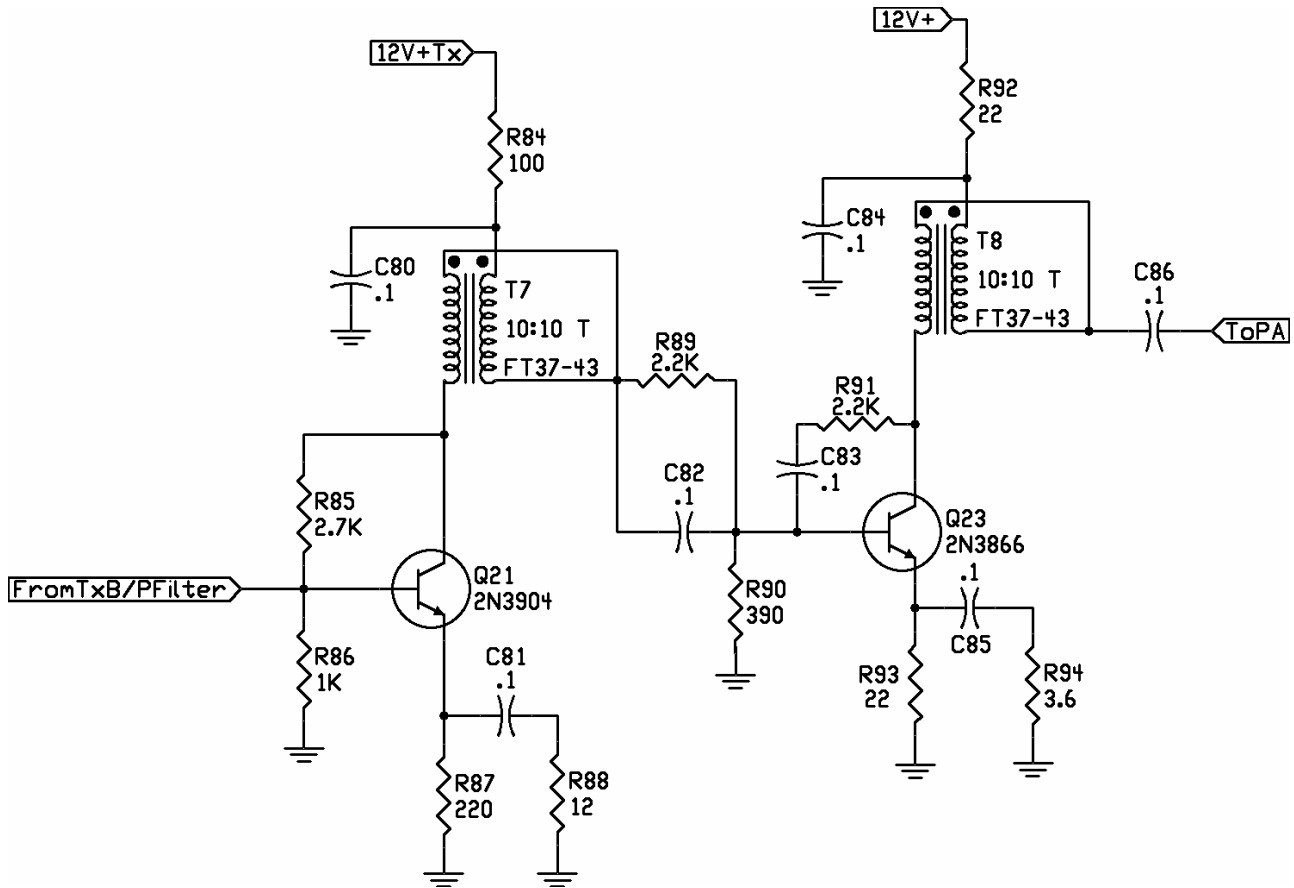 12V+
12V+Tx
R92
22
R84
100
C84
.1
T8
10:10 T
FT37-43
C86
.1
ToPA
C80
.1
T7
10:10 T
FT37-43
R89
2.2K
R91
2.2K
C83
.1
C82
.1
R85
2.7K
Q23
2N3866
FromTxB/PFilter
Q21
2N3904
R90
390
.1
C85
R86
1K
C81
.1
R93
22
R94
3.6
R87
220
R88
12